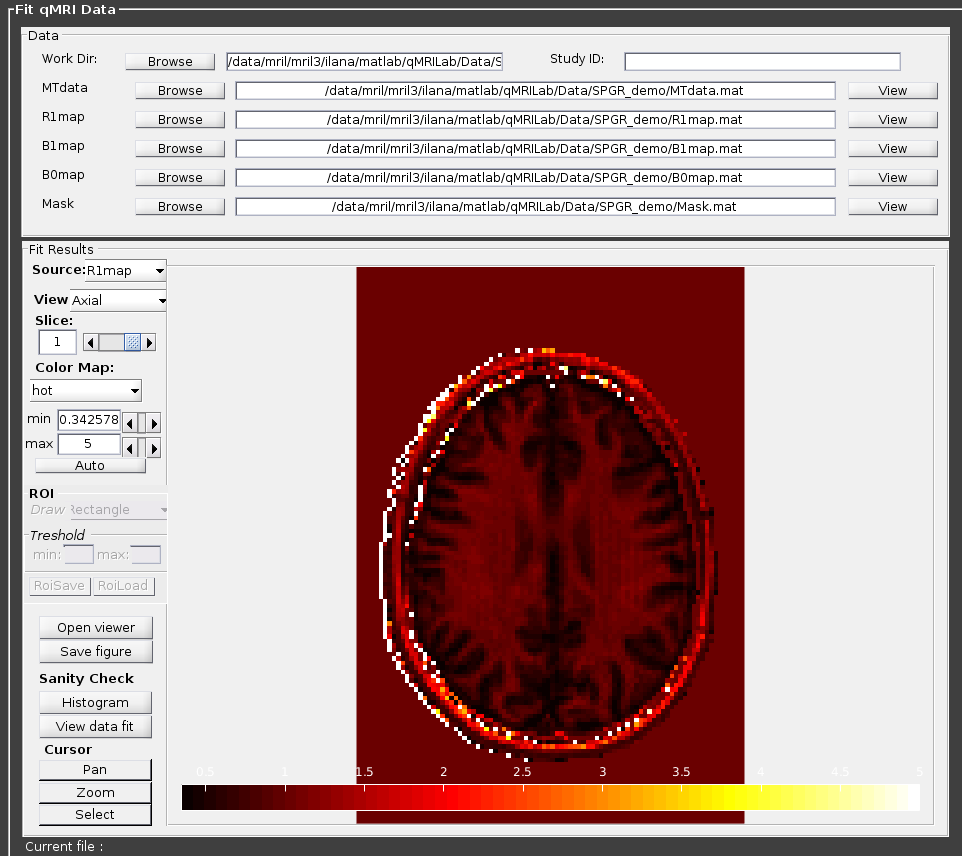 Fit qMRI Data
Data
Work Dir: Browse /data/mril/mril3/ilana/matlab/qMRILab/Data/S Study ID:
MTdata Browse /data/mril/mril3/ilana/matlab/qMRILab/Data/SPGR_demo/MTdata.mat View
R1map Browse /data/mril/mril3/ilana/matlab/qMRILab/Data/SPGR_demo/R1map.mat View
B1map Browse /data/mril/mril3/ilana/matlab/qMRILab/Data/SPGR_demo/B1map.mat View
B0map Browse /data/mril/mril3/ilana/matlab/qMRILab/Data/SPGR_demo/B0map.mat View
Mask Browse /data/mril/mril3/ilana/matlab/qMRILab/Data/SPGR_demo/Mask.mat View
Fit Results
Source: R1map
View Axial
Slice:
1
Color Map:
hot
min 0.342578
max 5
Auto
ROI
Draw Rectangle
Treshold
min: max:
RoiSave RoiLoad
Open viewer
Save figure
Sanity Check
Histogram
View data fit
Cursor
Pan
Zoom
Select
0.5 1 1.5 2 2.5 3 3.5 4 4.5 5
Current file :